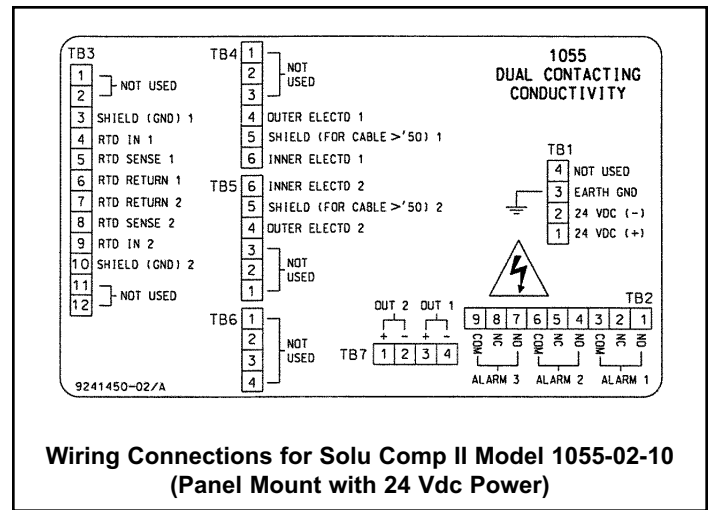 TB3
1
2
NOT USED
3 SHIELD (GND) 1
4 RTD IN 1
5 RTD SENSE 1
6 RTD RETURN 1
7 RTD RETURN 2
8 RTD SENSE 2
9 RTD IN 2
10 SHIELD (GND) 2
11
12
NOT USED
9241450-02/A
TB4
1
2
3
NOT
USED
4 OUTER ELECTD 1
5 SHIELD (FOR CABLE >'50) 1
6 INNER ELECTD 1
TB5
6 INNER ELECTD 2
5 SHIELD (FOR CABLE >'50) 2
4 OUTER ELECTD 2
3
2
1
NOT
USED
TB6
1
2
3
4
NOT
USED
1055
DUAL CONTACTING
CONDUCTIVITY
TB1
4 NOT USED
3 EARTH GND
2 24 VDC (-)
1 24 VDC (+)
OUT 2 OUT 1
+ - + -
TB7 1 2 3 4
TB2
9 8 7 6 5 4 3 2 1
COM NC NO COM NC NO COM NC NO
ALARM 3 ALARM 2 ALARM 1
Wiring Connections for Solu Comp II Model 1055-02-10
(Panel Mount with 24 Vdc Power)